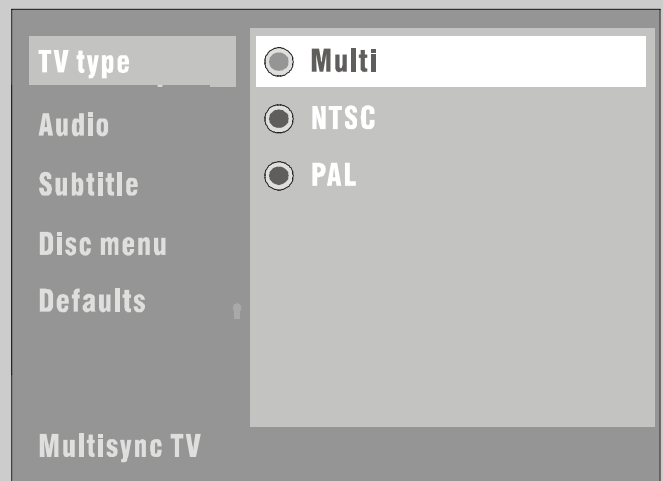 TV type
Audio
Subtitle
Disc menu
Defaults
Multi
NTSC
PAL
Multisync TV